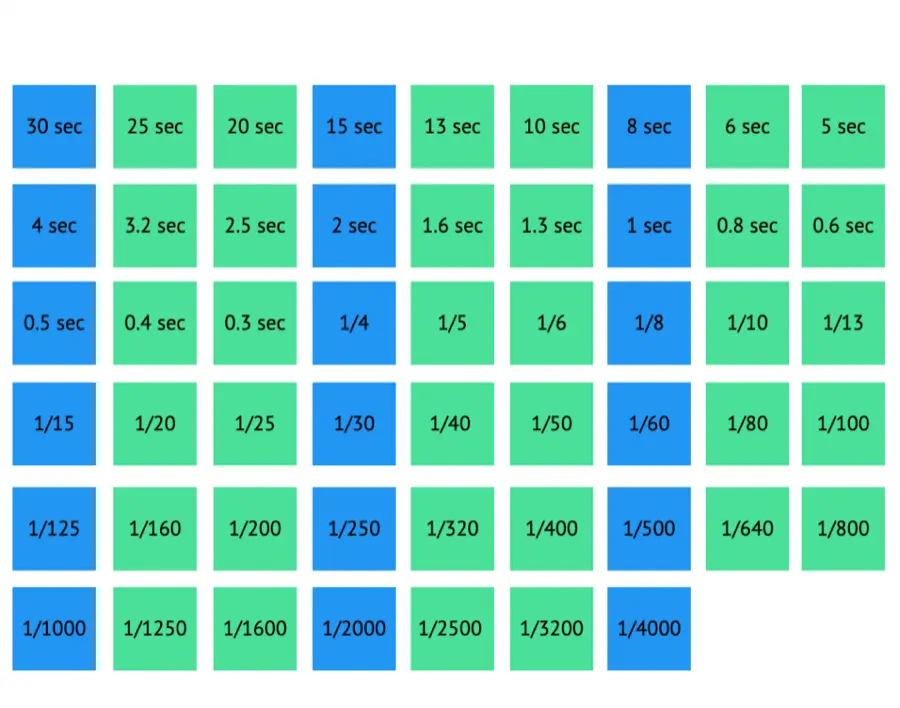 30 sec 25 sec 20 sec 15 sec 13 sec 10 sec 8 sec 6 sec 5 sec
4 sec 3.2 sec 2.5 sec 2 sec 1.6 sec 1.3 sec 1 sec 0.8 sec 0.6 sec
0.5 sec 0.4 sec 0.3 sec 1/4 1/5 1/6 1/8 1/10 1/13
1/15 1/20 1/25 1/30 1/40 1/50 1/60 1/80 1/100
1/125 1/160 1/200 1/250 1/320 1/400 1/500 1/640 1/800
1/1000 1/1250 1/1600 1/2000 1/2500 1/3200 1/4000